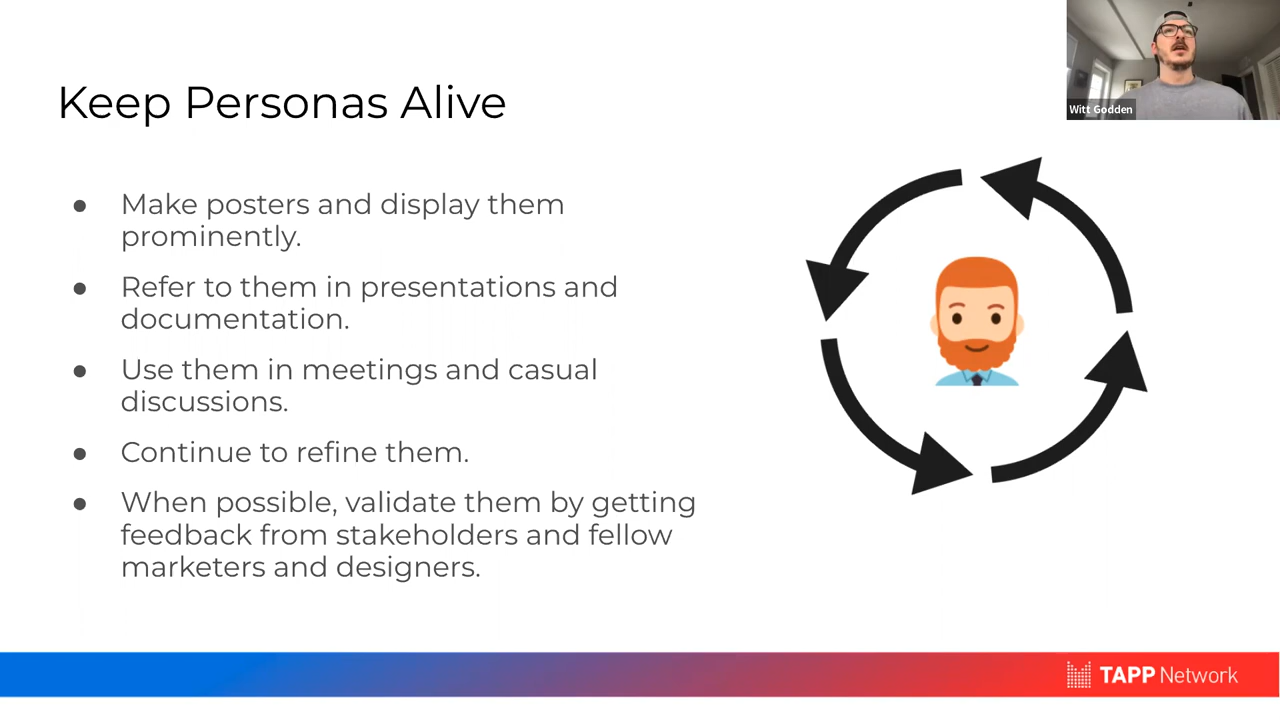 Witt Godden
Keep Personas Alive
● Make posters and display them
prominently.
● Refer to them in presentations and
documentation.
● Use them in meetings and casual
discussions.
● Continue to refine them.
● When possible, validate them by getting
feedback from stakeholders and fellow
marketers and designers.
TAPP Network